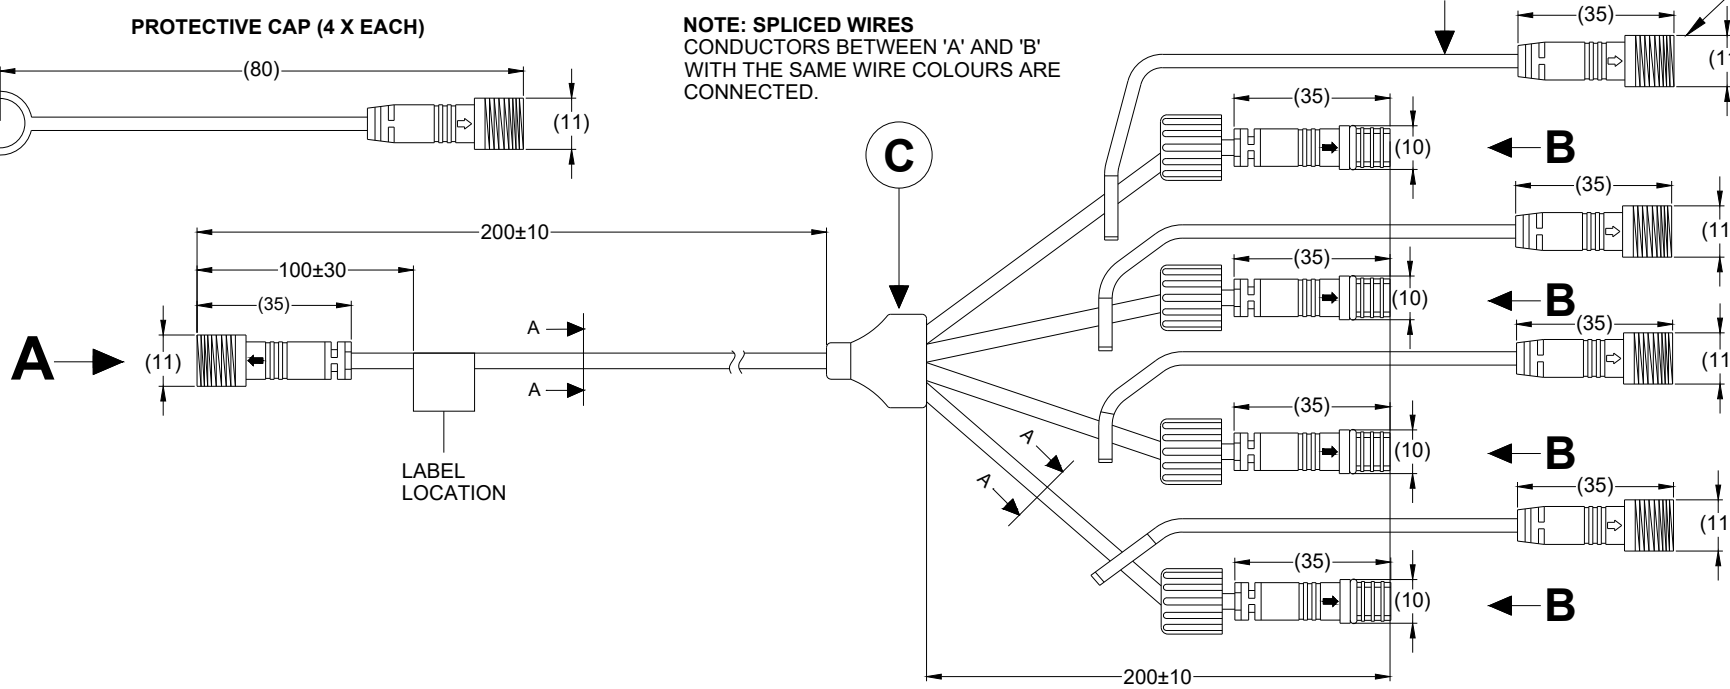 PROTECTIVE CAP (4 X EACH)
(80)
(11)
NOTE: SPLICED WIRES
CONDUCTORS BETWEEN 'A' AND 'B'
WITH THE SAME WIRE COLOURS ARE
CONNECTED.
C
(35)
(35)
(10)
B
(35)
(11
(35)
(10)
B
(35)
(11
(35)
(10)
B
(35)
(11
(35)
(10)
B
200±10
200±10
100±30
(35)
A
(11)
A
A
A
A
LABEL
LOCATION